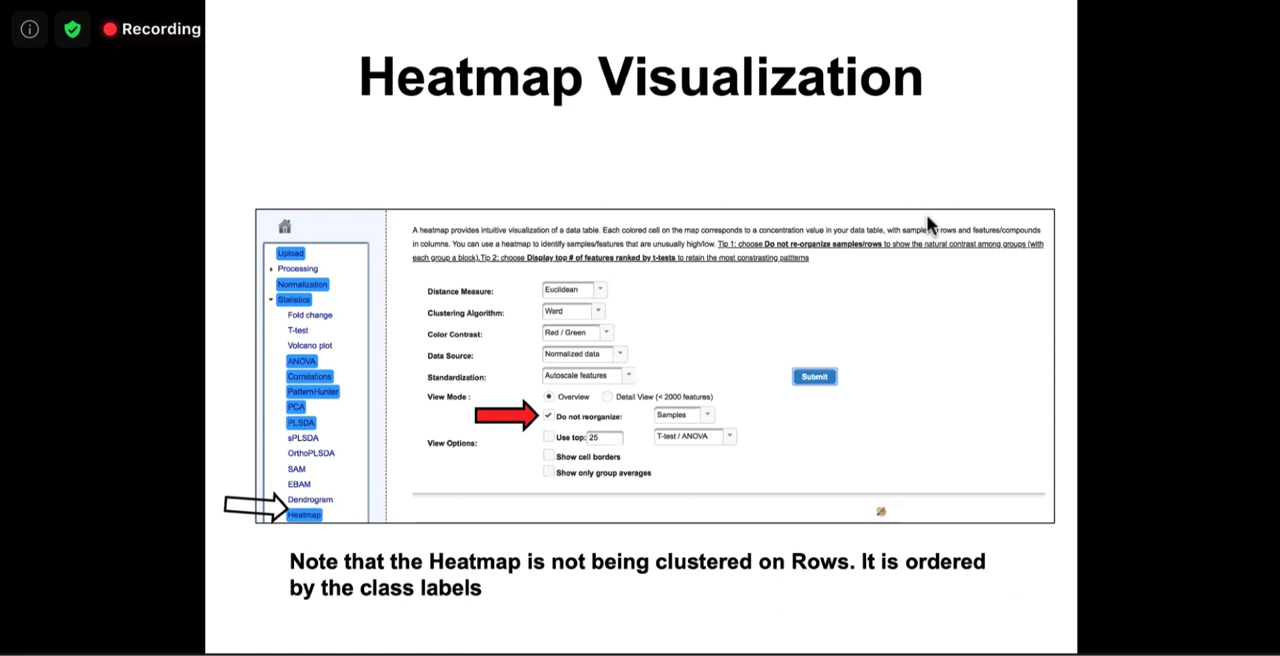 Recording
Heatmap Visualization
A heatmap provides intuitive visualization of a data table. Each colored cell on the map corresponds to a concentration value in your data table, with samples rows and features/compounds
in columns. You can use a heatmap to identify samples/features that are unusually high/low. Tip 1: choose Do not re-organize samples/rows to show the natural contrast among groups (with
each group a block).Tip 2: choose Display top # of features ranked by t-tests to retain the most constrasting patterns
Upload
Processing
Normalization
Statistics
Fold change
T-test
Volcano plot
ANOVA
Correlations
PatternHunter
PCA
PLSDA
sPLSDA
OrthoPLSDA
SAM
EBAM
Dendrogram
Heatmap
Distance Measure: Euclidean
Clustering Algorithm: Ward
Color Contrast: Red / Green
Data Source: Normalized data
Standardization: Autoscale features
Submit
View Mode : Overview Detail View (< 2000 features)
Do not reorganize: Samples
View Options: Use top: 25 T-test / ANOVA
Show cell borders
Show only group averages
Note that the Heatmap is not being clustered on Rows. It is ordered
by the class labels